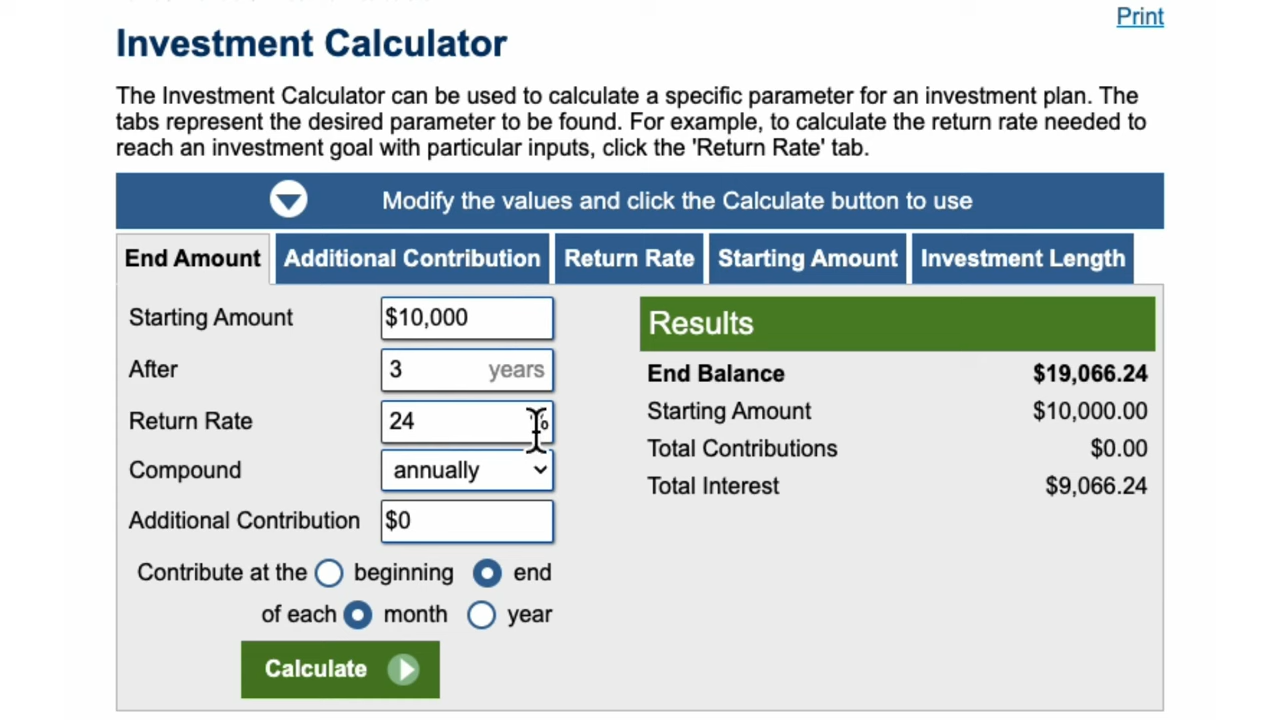 Print
Investment Calculator
The Investment Calculator can be used to calculate a specific parameter for an investment plan. The
tabs represent the desired parameter to be found. For example, to calculate the return rate needed to
reach an investment goal with particular inputs, click the 'Return Rate' tab.
Modify the values and click the Calculate button to use
End Amount Additional Contribution Return Rate Starting Amount Investment Length
Starting Amount $10,000
After 3 years
Return Rate 24 %
Compound annually
Additional Contribution $0
Contribute at the beginning end
of each month year
Calculate
Results
End Balance $19,066.24
Starting Amount $10,000.00
Total Contributions $0.00
Total Interest $9,066.24